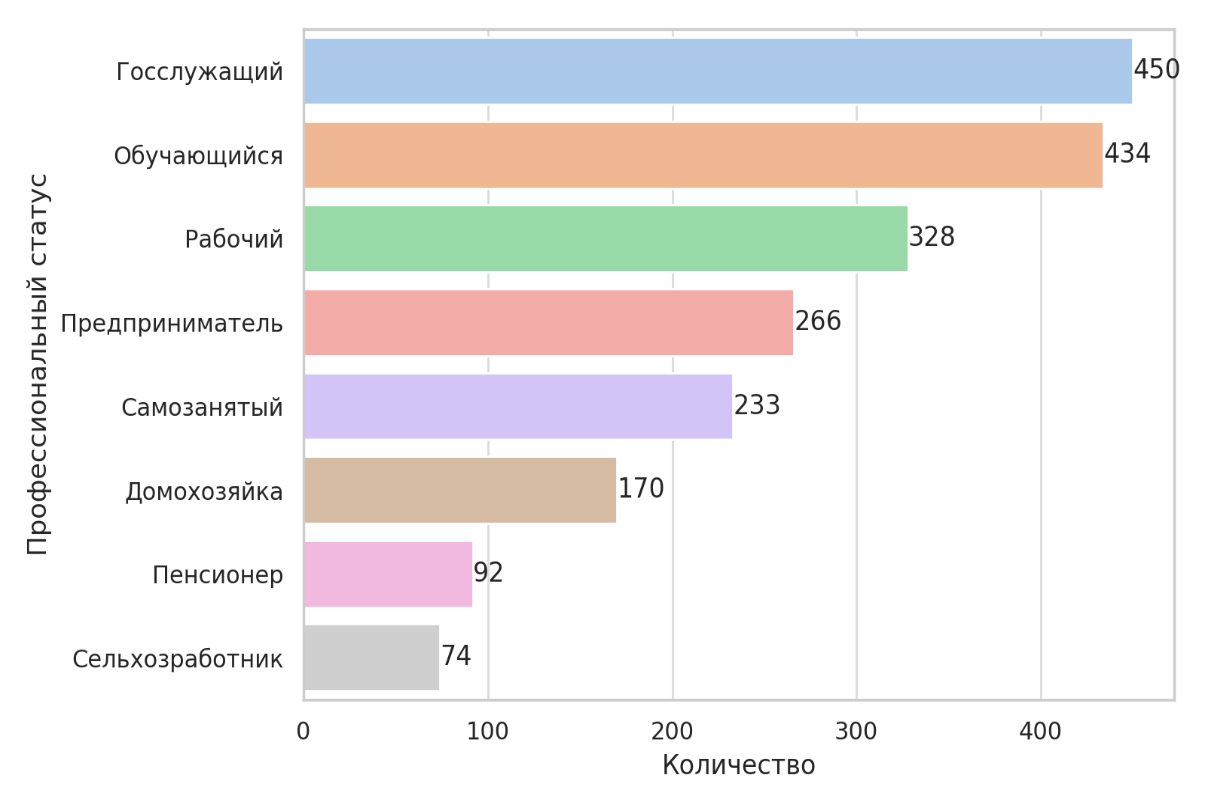 Профессиональный статус
Госслужащий 450
Обучающийся 434
Рабочий 328
Предприниматель 266
Самозанятый 233
Домохозяйка 170
Пенсионер 92
Сельхозработник 74
0 100 200 300 400
Количество